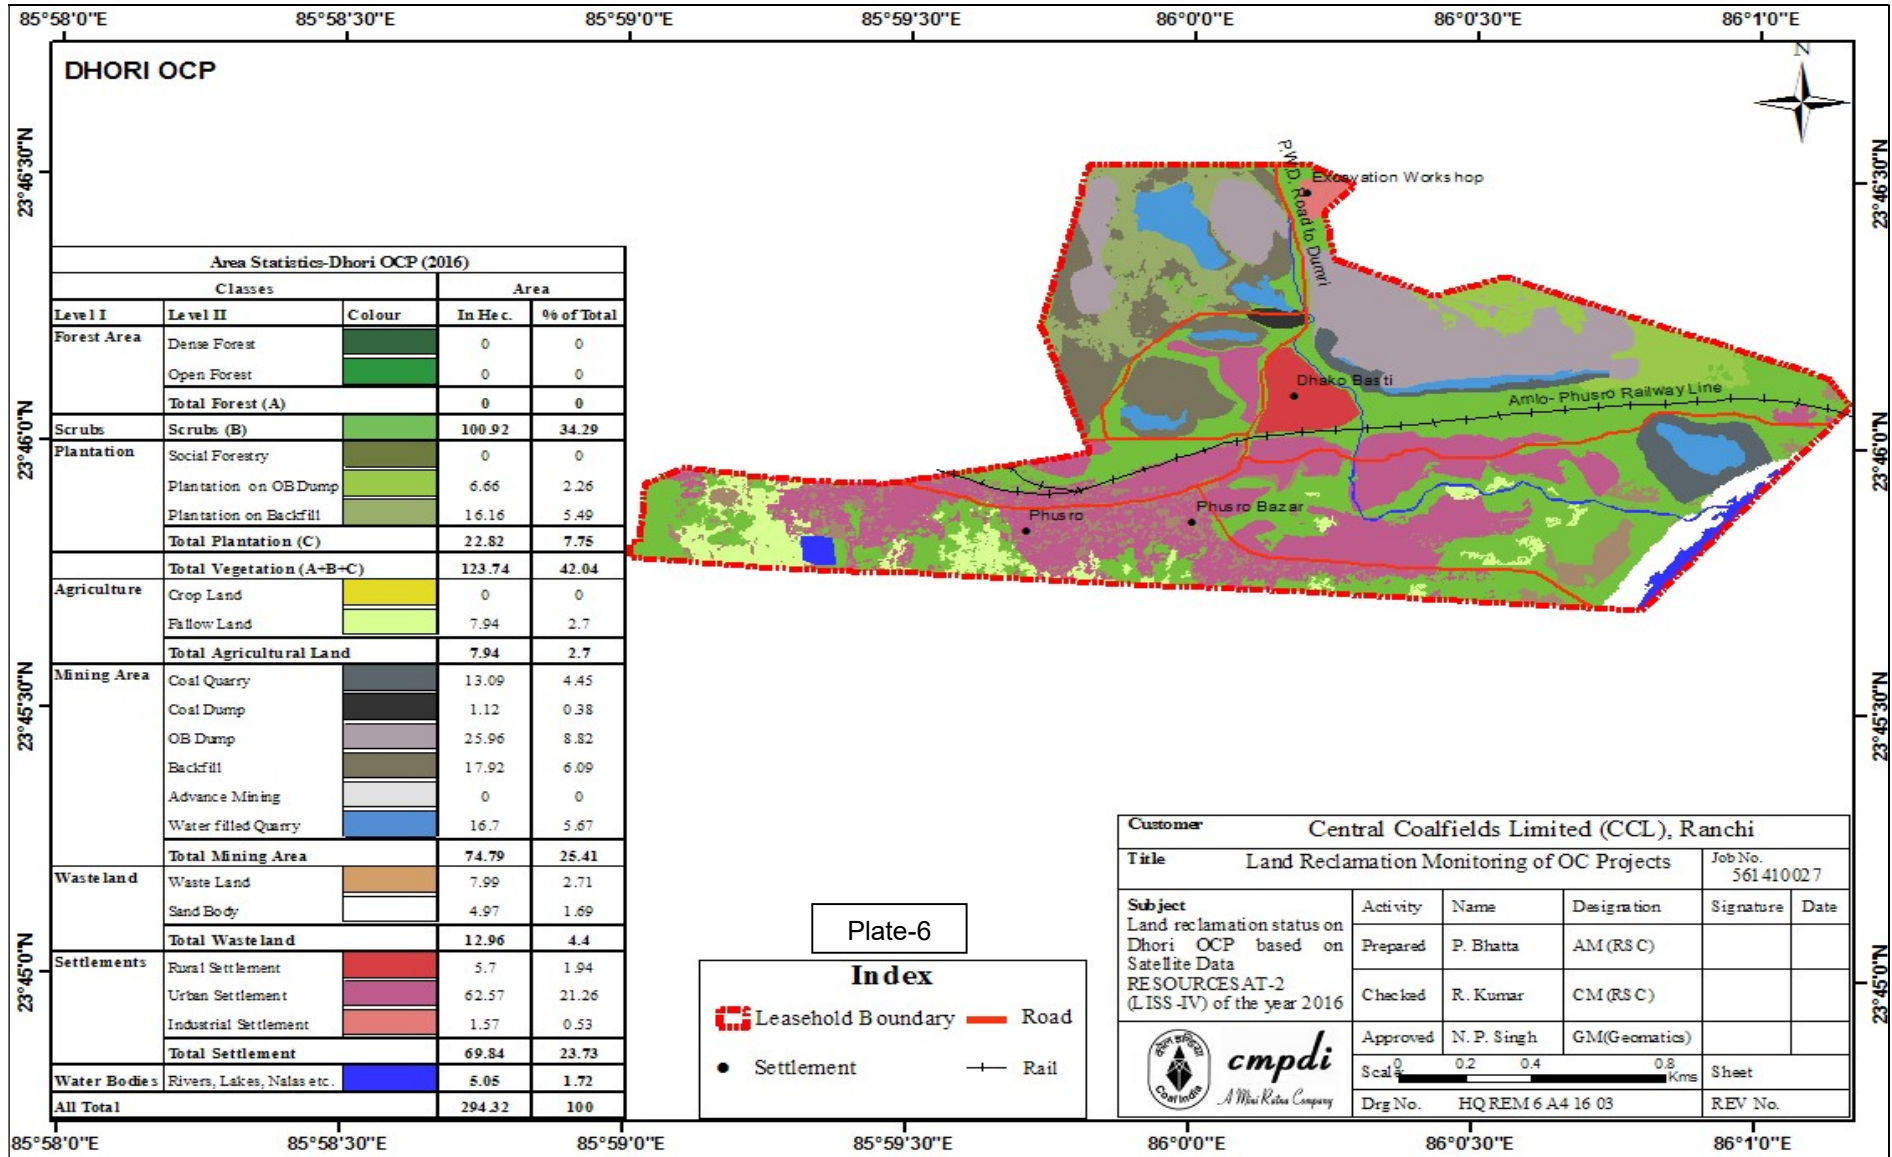 85°58'0"E 85°58'30"E 85°59'0"E 85°59'30"E 86°0'0"E 86°0'30"E 86°1'0"E
N
DHORI OCP
23°46'30"N 23°46'30"N
23°46'0"N 23°46'0"N
23°45'30"N 23°45'30"N
23°45'0"N 23°45'0"N
P.W.D. Road to Dumri
Excavation Workshop
Dhako Basti
Amlo- Phusro Railway Line
Phusro Bazar
Phusro
Area Statistics-Dhori OCP (2016)
Classes Area
Level I Level II Colour In Hec. % of Total
Forest Area Dense Forest 0 0
Open Forest 0 0
Total Forest (A) 0 0
Scrubs Scrubs (B) 100.92 34.29
Plantation Social Forestry 0 0
Plantation on OB Dump 6.66 2.26
Plantation on Backfill 16.16 5.49
Total Plantation (C) 22.82 7.75
Total Vegetation (A+B+C) 123.74 42.04
Agriculture Crop Land 0 0
Fallow Land 7.94 2.7
Total Agricultural Land 7.94 2.7
Mining Area Coal Quarry 13.09 4.45
Coal Dump 1.12 0.38
OB Dump 25.96 8.82
Backfill 17.92 6.09
Advance Mining 0 0
Water filled Quarry 16.7 5.67
Total Mining Area 74.79 25.41
Wasteland Waste Land 7.99 2.71
Sand Body 4.97 1.69
Total Wasteland 12.96 4.4
Settlements Rural Settlement 5.7 1.94
Urban Settlement 62.57 21.26
Industrial Settlement 1.57 0.53
Total Settlement 69.84 23.73
Water Bodies Rivers, Lakes, Nalas etc. 5.05 1.72
All Total 294.32 100
Plate-6
Index
Leasehold Boundary Road
Settlement Rail
Customer Central Coalfields Limited (CCL), Ranchi
Title Land Reclamation Monitoring of OC Projects Job No.
561410027
Subject
Land reclamation status on
Dhori OCP based on
Satellite Data
RESOURCESAT-2
(LISS-IV) of the year 2016
Activity Name Designation Signature Date
Prepared P. Bhatta AM (RSC)
Checked R. Kumar CM (RSC)
Approved N. P. Singh GM(Geomatics)
Scale 0 0.2 0.4 0.8 Kms Sheet
Drg No. HQ REM 6 A4 16 03 REV No.
कोल इण्डिया
Coal India
cmpdi
A Mini Ratna Company
85°58'0"E 85°58'30"E 85°59'0"E 85°59'30"E 86°0'0"E 86°0'30"E 86°1'0"E